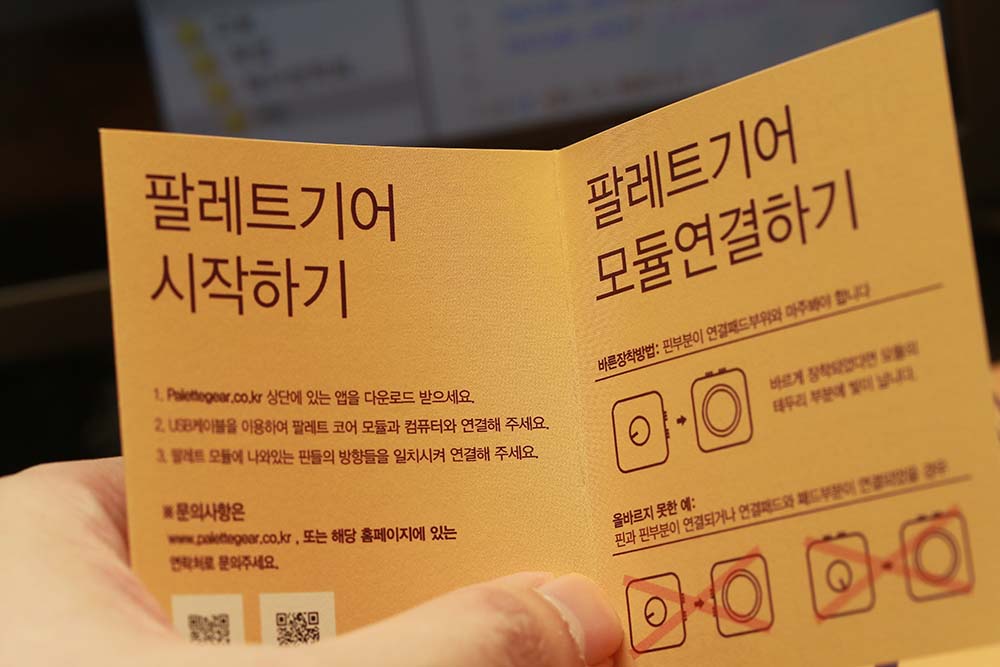 팔레트기어
시작하기
1. Palettegear.co.kr 상단에 있는 앱을 다운로드 받으세요.
2. USB케이블을 이용하여 팔레트 코어 모듈과 컴퓨터와 연결해 주세요.
3. 팔레트 모듈에 나와있는 핀들의 방향들을 일치시켜 연결해 주세요.
※ 문의사항은
www.palettegear.co.kr , 또는 해당 홈페이지에 있는
연락처로 문의주세요.
팔레트기어
모듈연결하기
바른장착방법: 핀부분이 연결패드부위와 마주봐야 합니다
바르게 장착되었다면 모듈의
테두리 부분에 빛이 납니다.
올바르지 못한 예:
핀과 핀부분이 연결되거나 연결패드와 패드부분이 연결되었을 경우